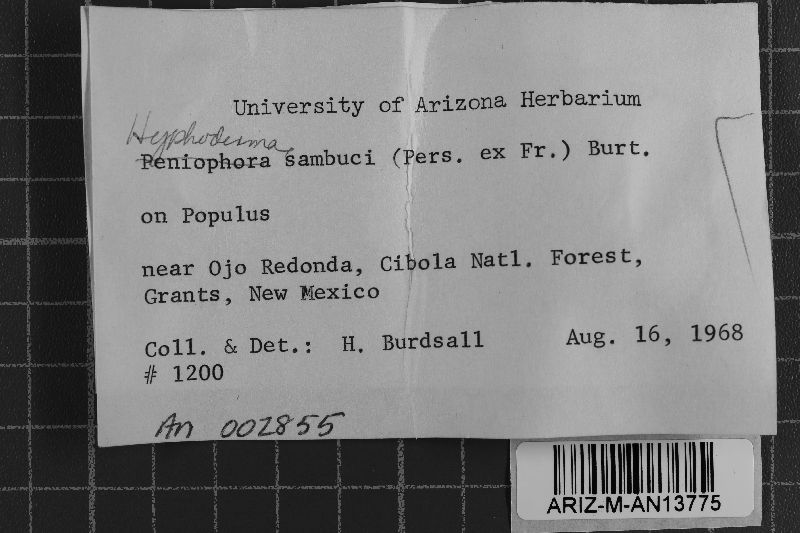 University of Arizona Herbarium
Hyphoderma
Peniophora sambuci (Pers. ex Fr.) Burt.
on Populus
near Ojo Redonda, Cibola Natl. Forest,
Grants, New Mexico
Coll. & Det.: H. Burdsall Aug. 16, 1968
# 1200
An 002855
ARIZ-M-AN13775